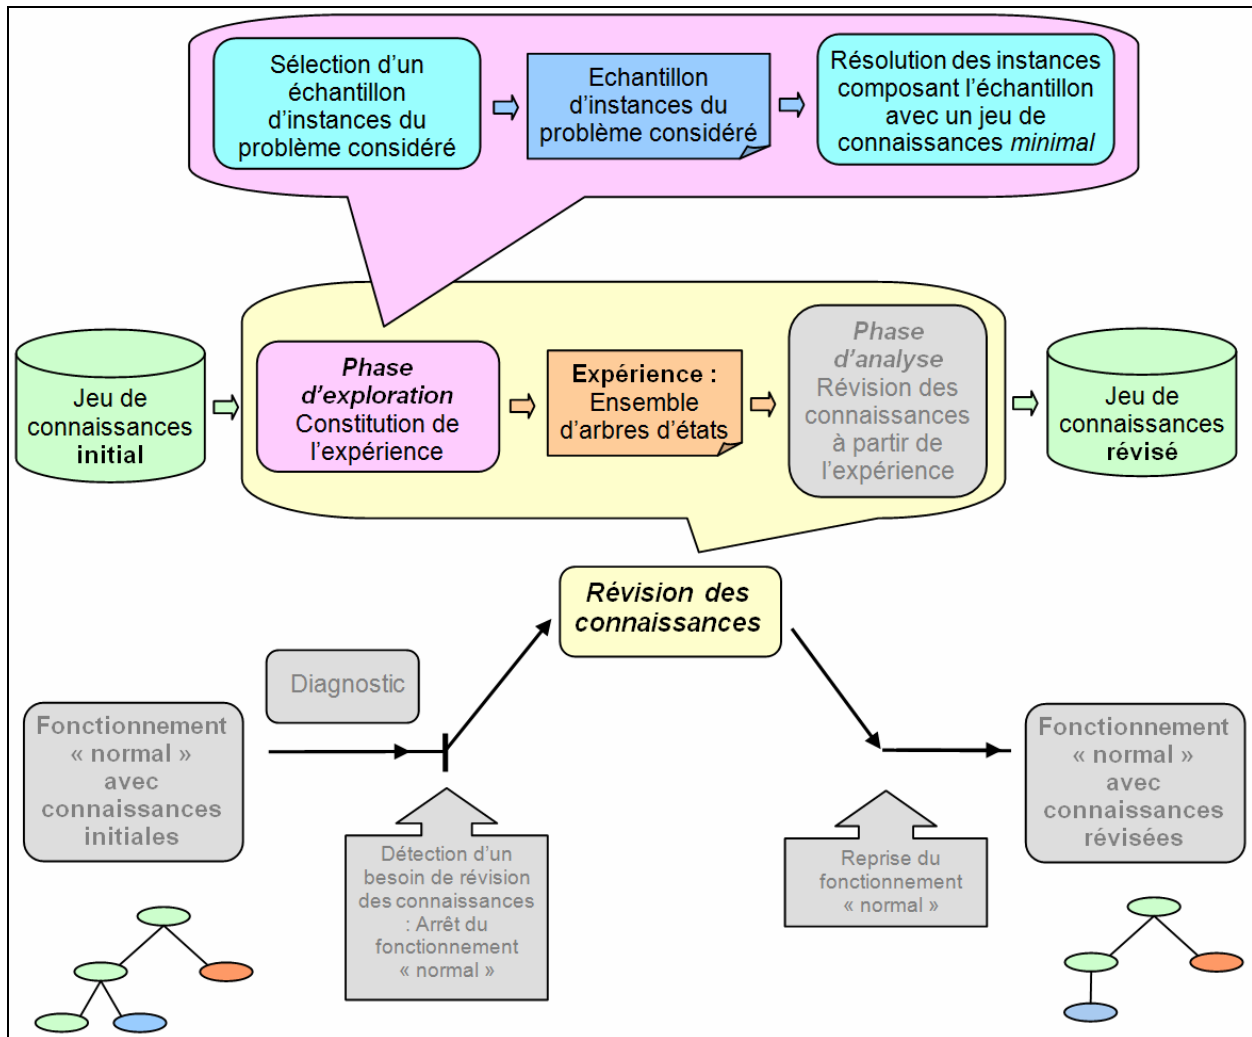 Sélection d'un
échantillon
d'instances du
problème considéré
Echantillon
d'instances du
problème considéré
Résolution des instances
composant l'échantillon
avec un jeu de
connaissances minimal
Jeu de
connaissances
initial
Phase
d'exploration
Constitution de
l'expérience
Expérience :
Ensemble
d'arbres d'états
Phase
d'analyse
Révision des
connaissances
à partir de
l'expérience
Jeu de
connaissances
révisé
Révision des
connaissances
Diagnostic
Fonctionnement
« normal »
avec
connaissances
initiales
Fonctionnement
« normal »
avec
connaissances
révisées
Détection d'un
besoin de révision
des connaissances
: Arrêt du
fonctionnement
« normal »
Reprise du
fonctionnement
« normal »